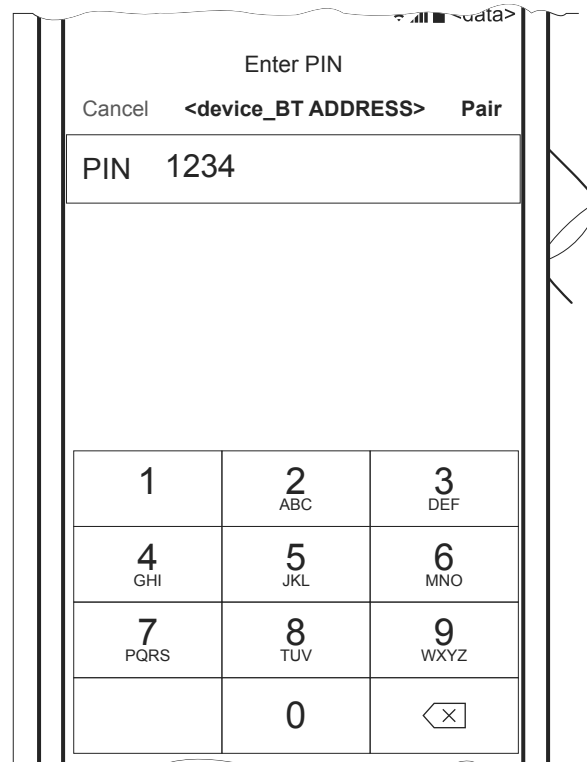 <data>
Enter PIN
Cancel <device_BT ADDRESS> Pair
PIN 1234
1 2 3
ABC DEF
4 5 6
GHI JKL MNO
7 8 9
PQRS TUV WXYZ
0